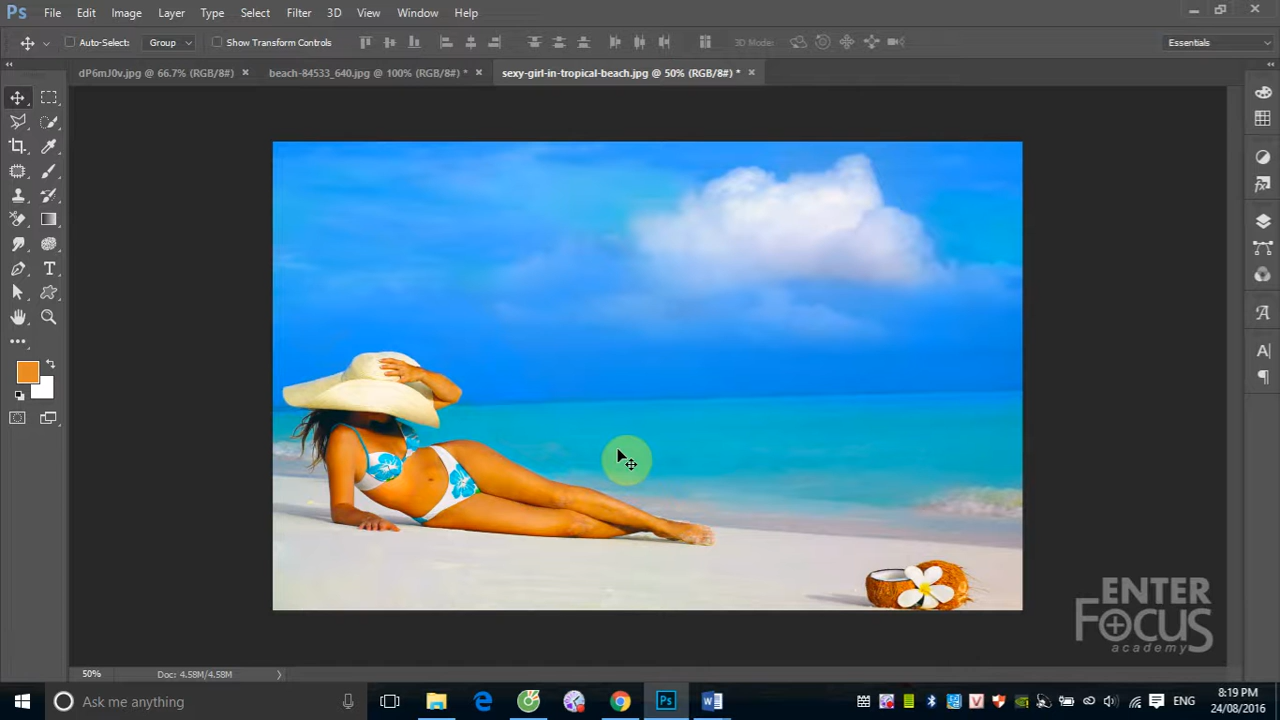 Ps File Edit Image Layer Type Select Filter 3D View Window Help
Auto-Select: Group Show Transform Controls 3D Mode: Essentials
dP6mJ0v.jpg @ 66.7% (RGB/8#) × beach-84533_640.jpg @ 100% (RGB/8#) * × sexy-girl-in-tropical-beach.jpg @ 50% (RGB/8#) * ×
ENTER
FOCUS
academy
50% Doc: 4.58M/4.58M
Ask me anything
Ps
ENG
8:19 PM
24/08/2016